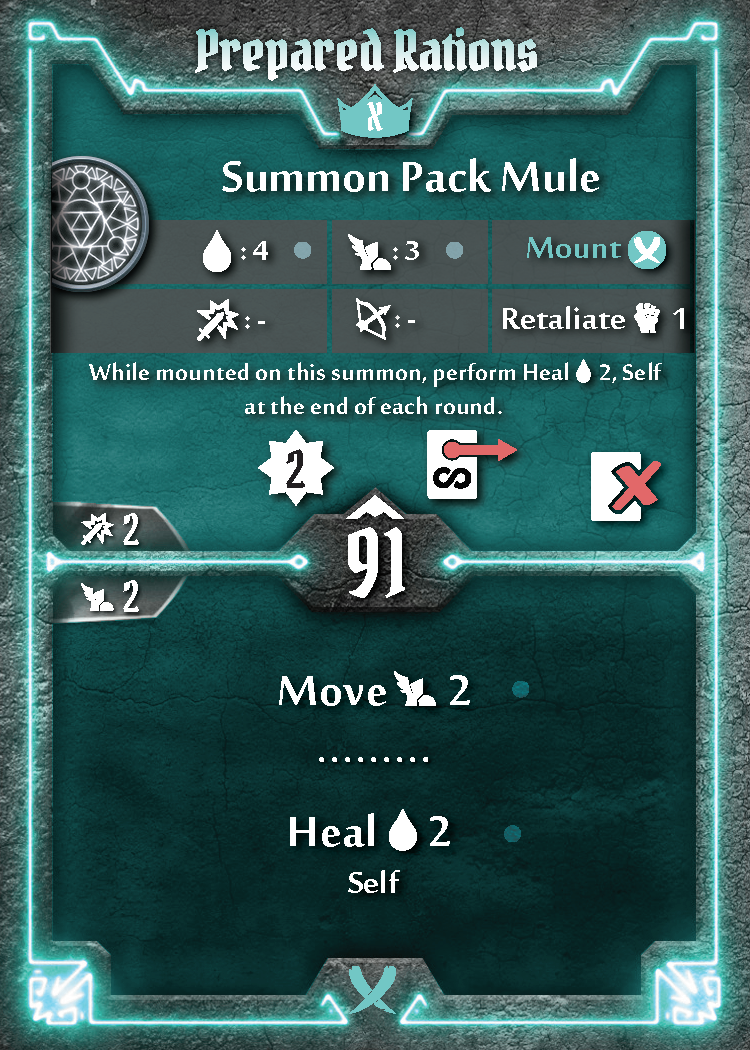 Prepared Rations
X
Summon Pack Mule
:4 :3 Mount
:- :- Retaliate 1
While mounted on this summon, perform Heal 2, Self
at the end of each round.
2
2
91
2
Move 2
.........
Heal 2
Self